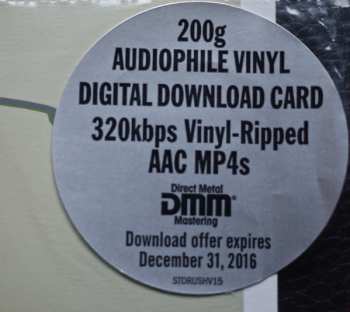 200g
AUDIOPHILE VINYL
DIGITAL DOWNLOAD CARD
320kbps Vinyl-Ripped
AAC MP4s
Direct Metal
DMM®
Mastering
Download offer expires
December 31, 2016
STDRUSHV15